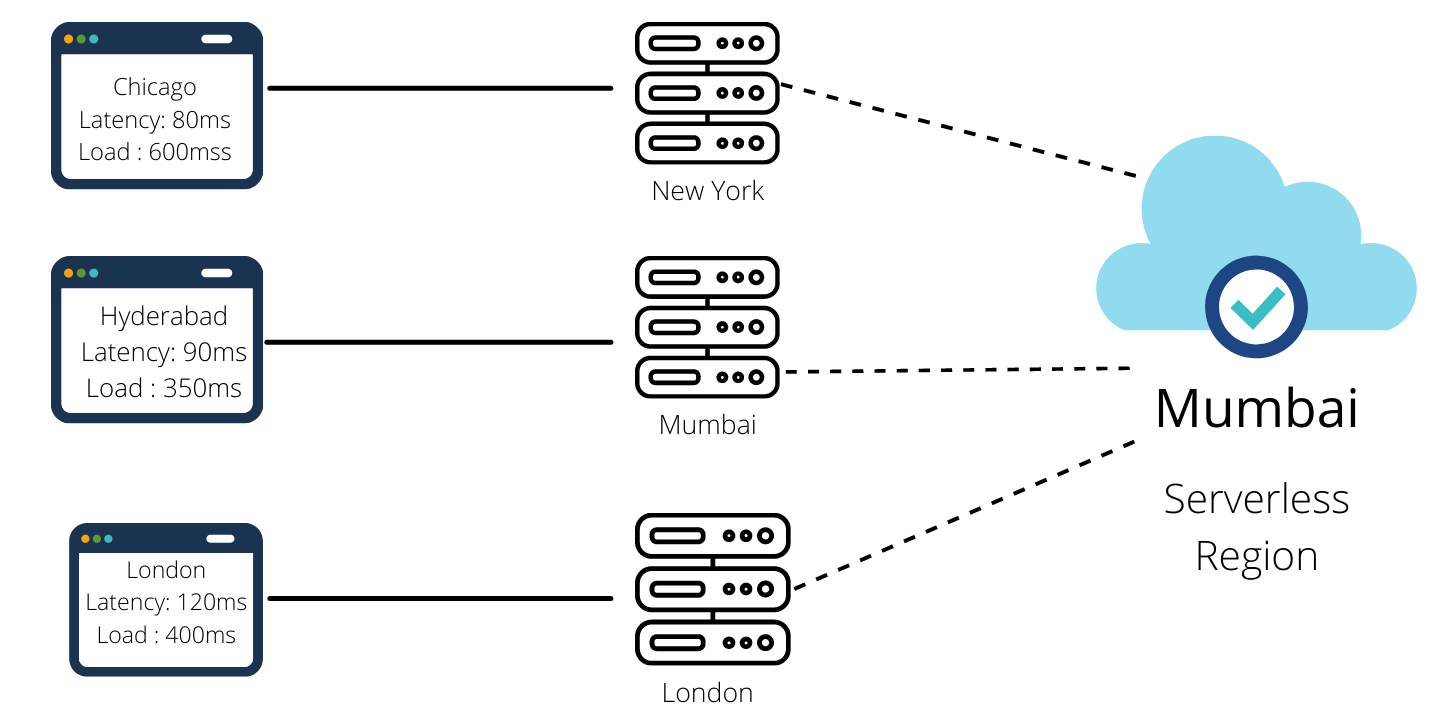 Chicago
Latency: 80ms
Load : 600mss
New York
Hyderabad
Latency: 90ms
Load : 350ms
Mumbai
London
Latency: 120ms
Load : 400ms
London
Mumbai
Serverless
Region